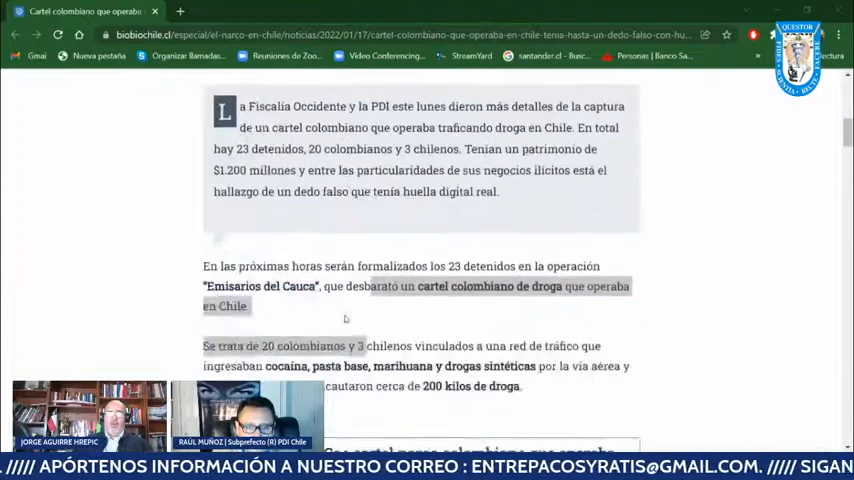 Cartel colombiano que operaba
biobiochile.cl/especial/el-narco-en-chile/noticias/2022/01/17/cartel-colombiano-que-operaba-en-chile-tenia-hasta-un-dedo-falso-con-hu...
Gmail Nueva pestaña Organizar llamadas... Reuniones de Zoo... Video Conferencing... StreamYard santander.cl - Busc... Personas | Banco Sa... » Otros favoritos Lista de lectura
QUESTOR
La Fiscalía Occidente y la PDI este lunes dieron más detalles de la captura
de un cartel colombiano que operaba traficando droga en Chile. En total
hay 23 detenidos, 20 colombianos y 3 chilenos. Tenían un patrimonio de
$1.200 millones y entre las particularidades de sus negocios ilícitos está el
hallazgo de un dedo falso que tenía huella digital real.
En las próximas horas serán formalizados los 23 detenidos en la operación
"Emisarios del Cauca", que desbarató un cartel colombiano de droga que operaba
en Chile.
Se trata de 20 colombianos y 3 chilenos vinculados a una red de tráfico que
ingresaban cocaína, pasta base, marihuana y drogas sintéticas por la vía aérea y
cautaron cerca de 200 kilos de droga.
JORGE AGUIRRE HREPIC
RAÚL MUÑOZ | Subprefecto (R) PDI Chile
. ///// APÓRTENOS INFORMACIÓN A NUESTRO CORREO : ENTREPACOSYRATIS@GMAIL.COM. ///// SIGAN